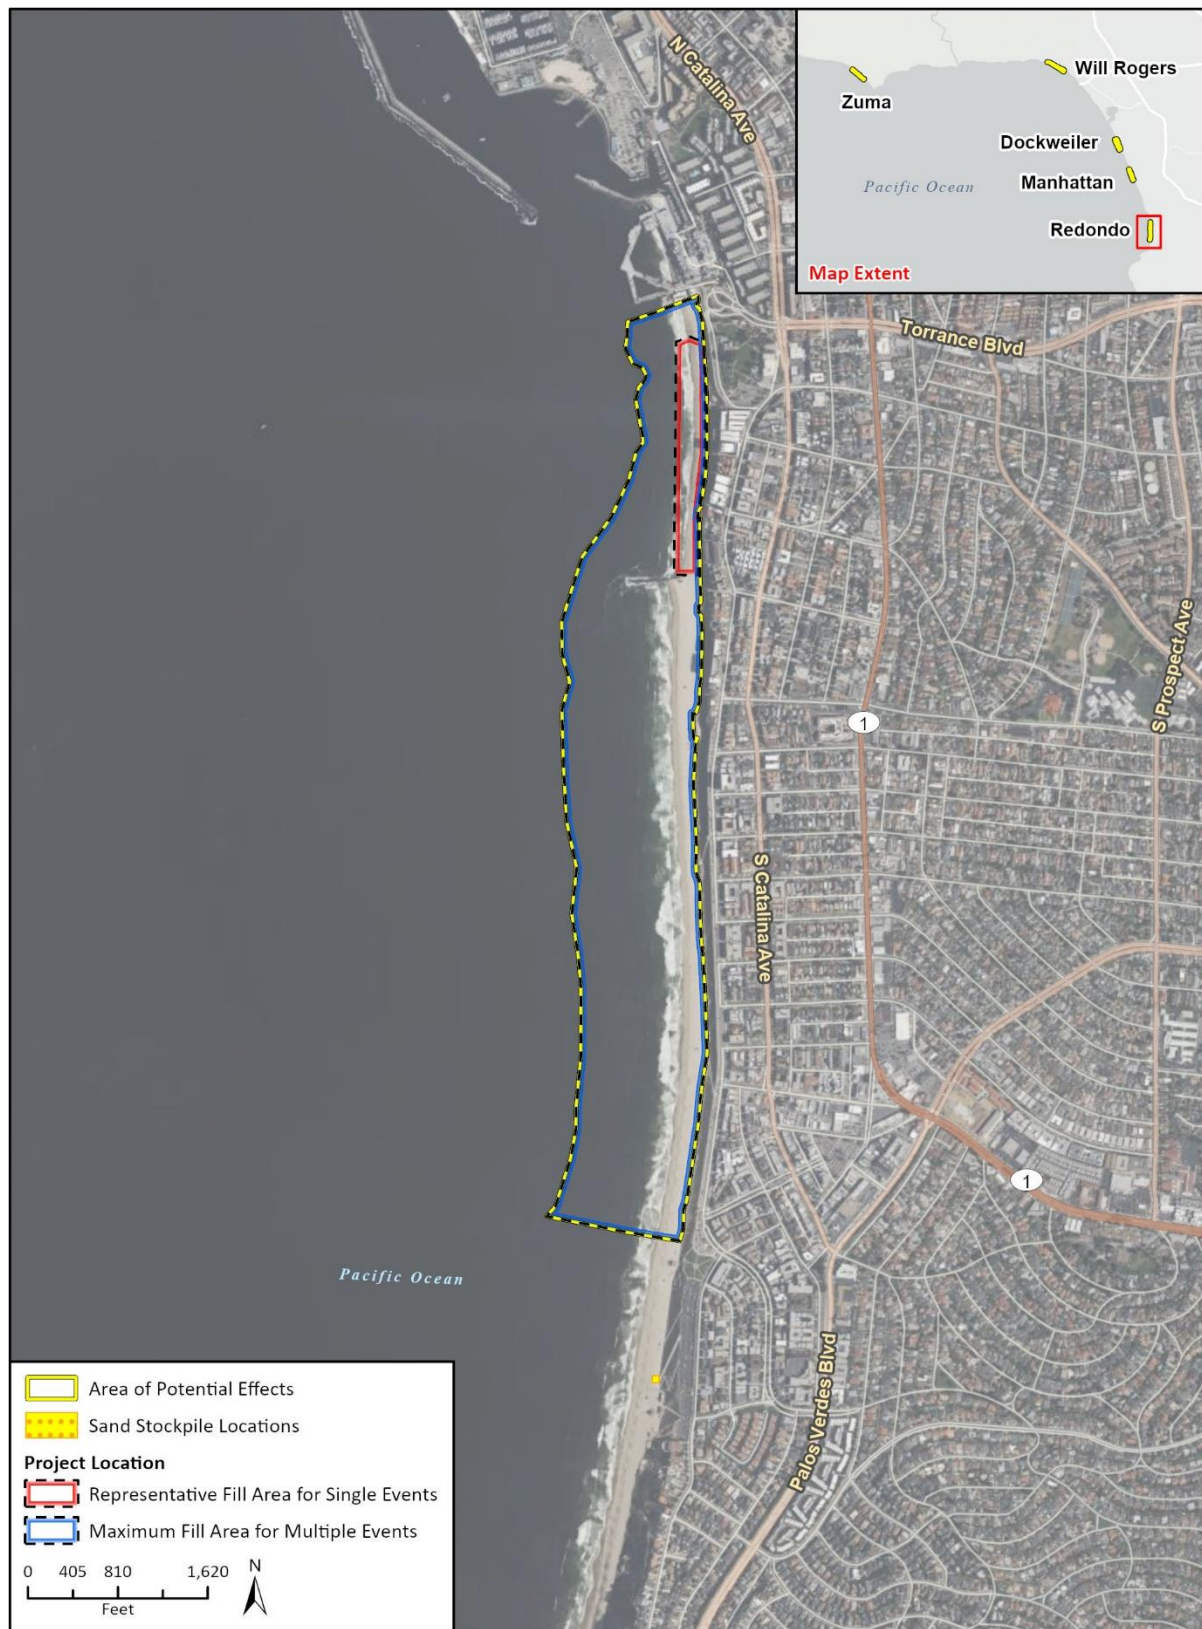 N Catalina Ave
Zuma
Will Rogers
Dockweiler
Manhattan
Pacific Ocean
Redondo
Map Extent
Torrance Blvd
S Prospect Ave
1
S Catalina Ave
1
Pacific Ocean
Palos Verdes Blvd
Area of Potential Effects
Sand Stockpile Locations
Project Location
Representative Fill Area for Single Events
Maximum Fill Area for Multiple Events
0 405 810 1,620
Feet
N